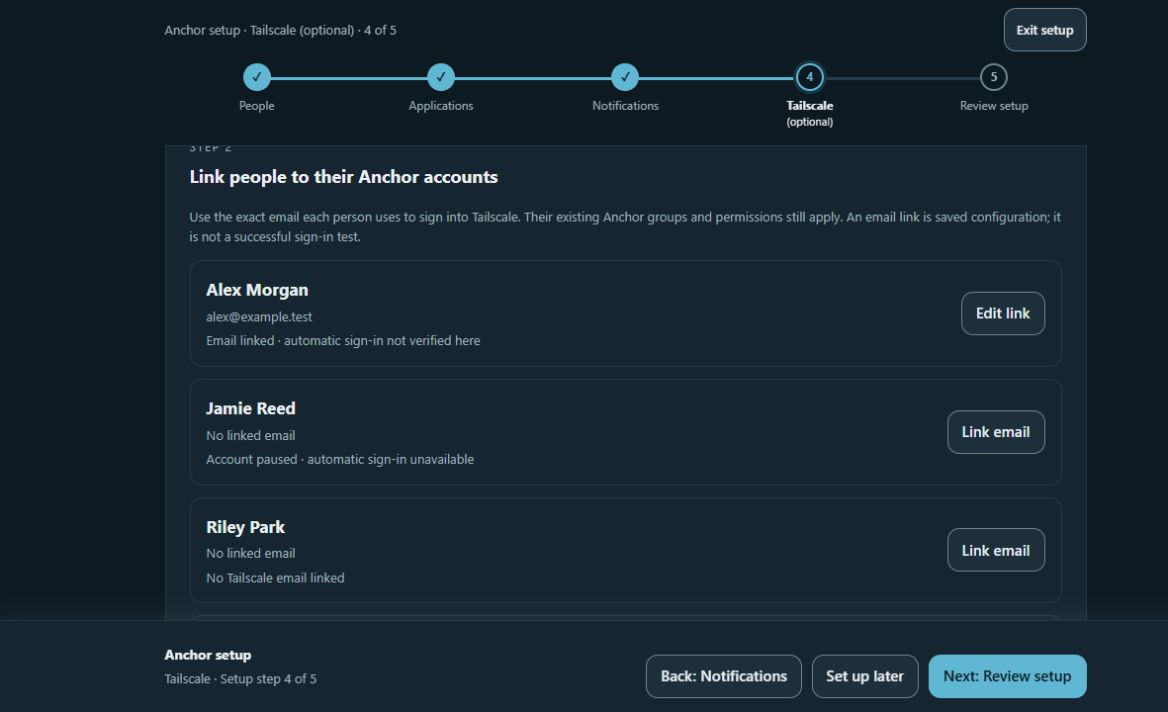 Anchor setup · Tailscale (optional) · 4 of 5
Exit setup
✓
✓
✓
4
5
People
Applications
Notifications
Tailscale
(optional)
Review setup
STEP 2
Link people to their Anchor accounts
Use the exact email each person uses to sign into Tailscale. Their existing Anchor groups and permissions still apply. An email link is saved configuration; it
is not a successful sign-in test.
Alex Morgan
alex@example.test
Email linked · automatic sign-in not verified here
Edit link
Jamie Reed
No linked email
Account paused · automatic sign-in unavailable
Link email
Riley Park
No linked email
No Tailscale email linked
Link email
Anchor setup
Tailscale · Setup step 4 of 5
Back: Notifications
Set up later
Next: Review setup